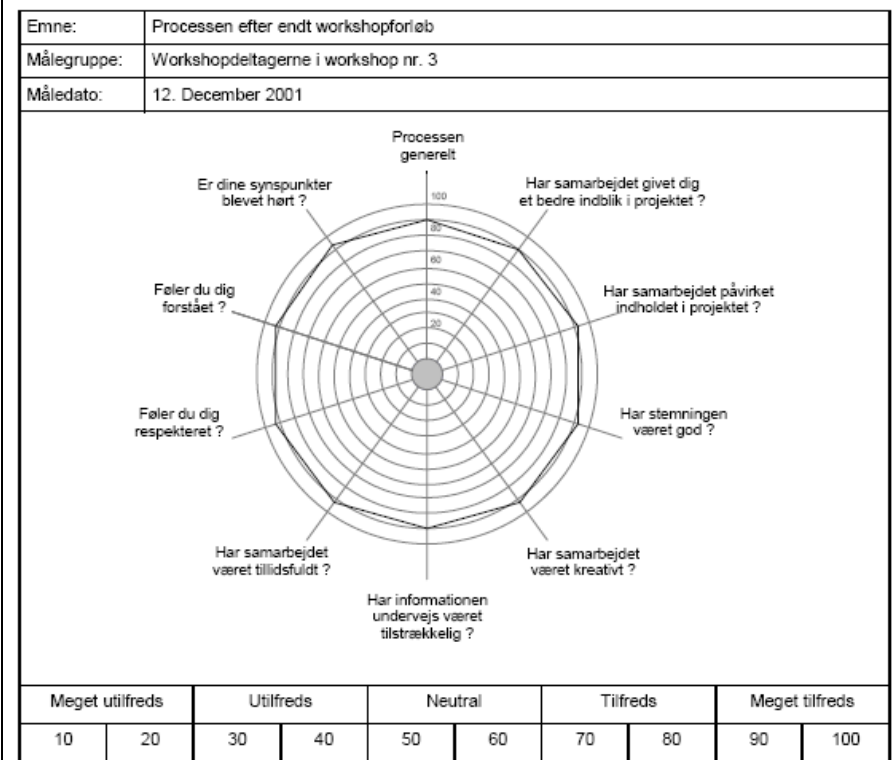 Emne: Processen efter endt workshopforløb
Målegruppe: Workshopdeltagerne i workshop nr. 3
Måledato: 12. December 2001
Processen
generelt
Er dine synspunkter
blevet hørt ?
Har samarbejdet givet dig
et bedre indblik i projektet ?
100
80
60
40
20
Føler du dig
forstået ?
Har samarbejdet påvirket
indholdet i projektet ?
Føler du dig
respekteret ?
Har stemningen
været god ?
Har samarbejdet
været tillidsfuldt ?
Har samarbejdet
været kreativt ?
Har informationen
undervejs været
tilstrækkelig ?
Meget utilfreds Utilfreds Neutral Tilfreds Meget tilfreds
10 20 30 40 50 60 70 80 90 100